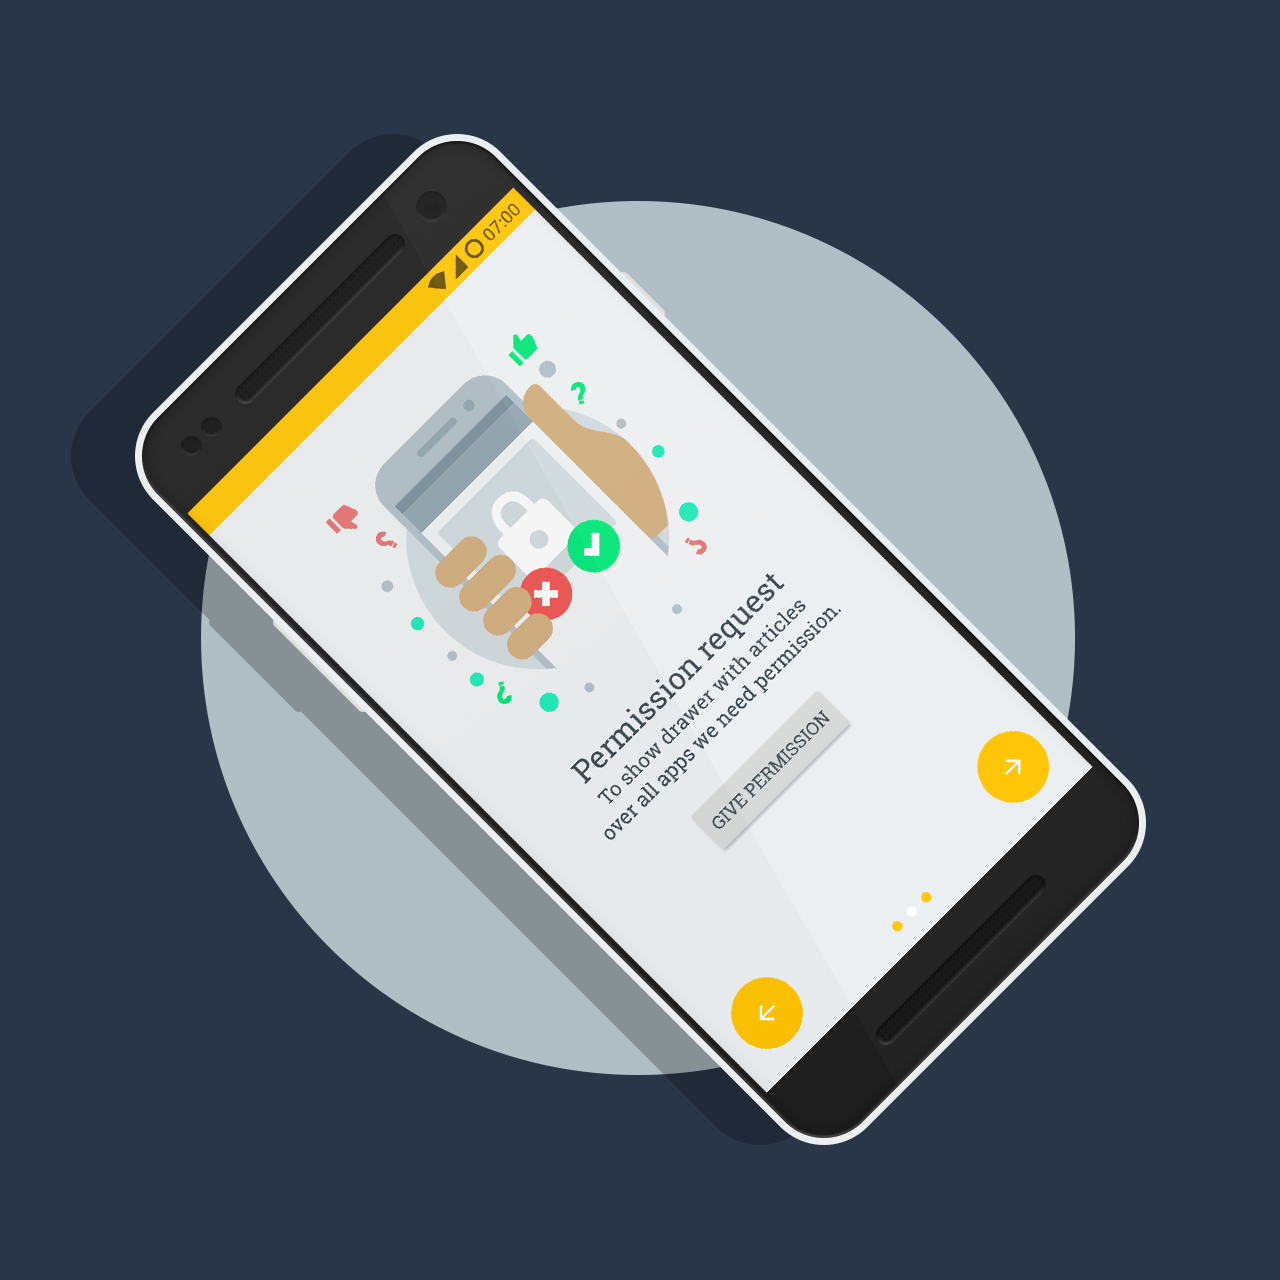 07:00
Permission request
To show drawer with articles
over all apps we need permission.
GIVE PERMISSION